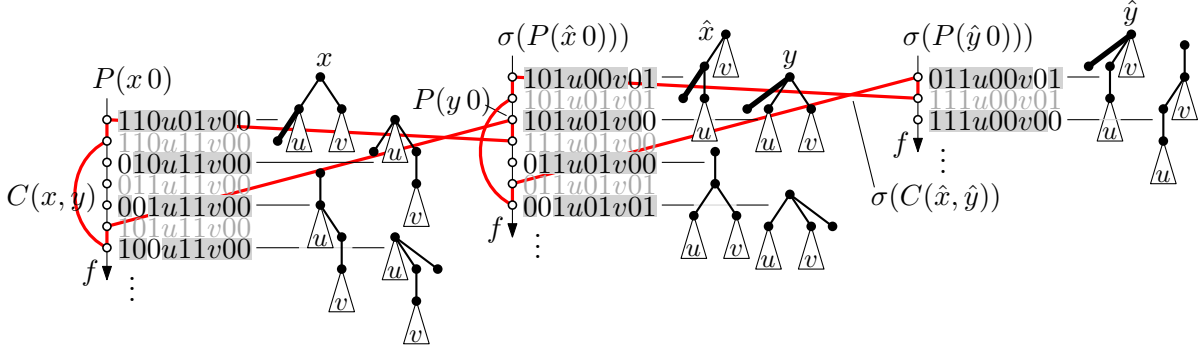 P(x 0)
110u01v00
110u11v00
010u11v00
011u11v00
001u11v00
101u11v00
100u11v00
C(x, y)
f
⋮
x
u
v
u
v
u
v
u
v
σ(P(x̂ 0)))
P(y 0)
101u00v01
101u01v01
101u01v00
111u01v00
011u01v00
011u01v01
001u01v01
f
⋮
x̂
v
u
y
u
v
u
v
u
v
σ(P(ŷ 0)))
011u00v01
111u00v01
111u00v00
f
⋮
σ(C(x̂, ŷ))
ŷ
v
u
v
u